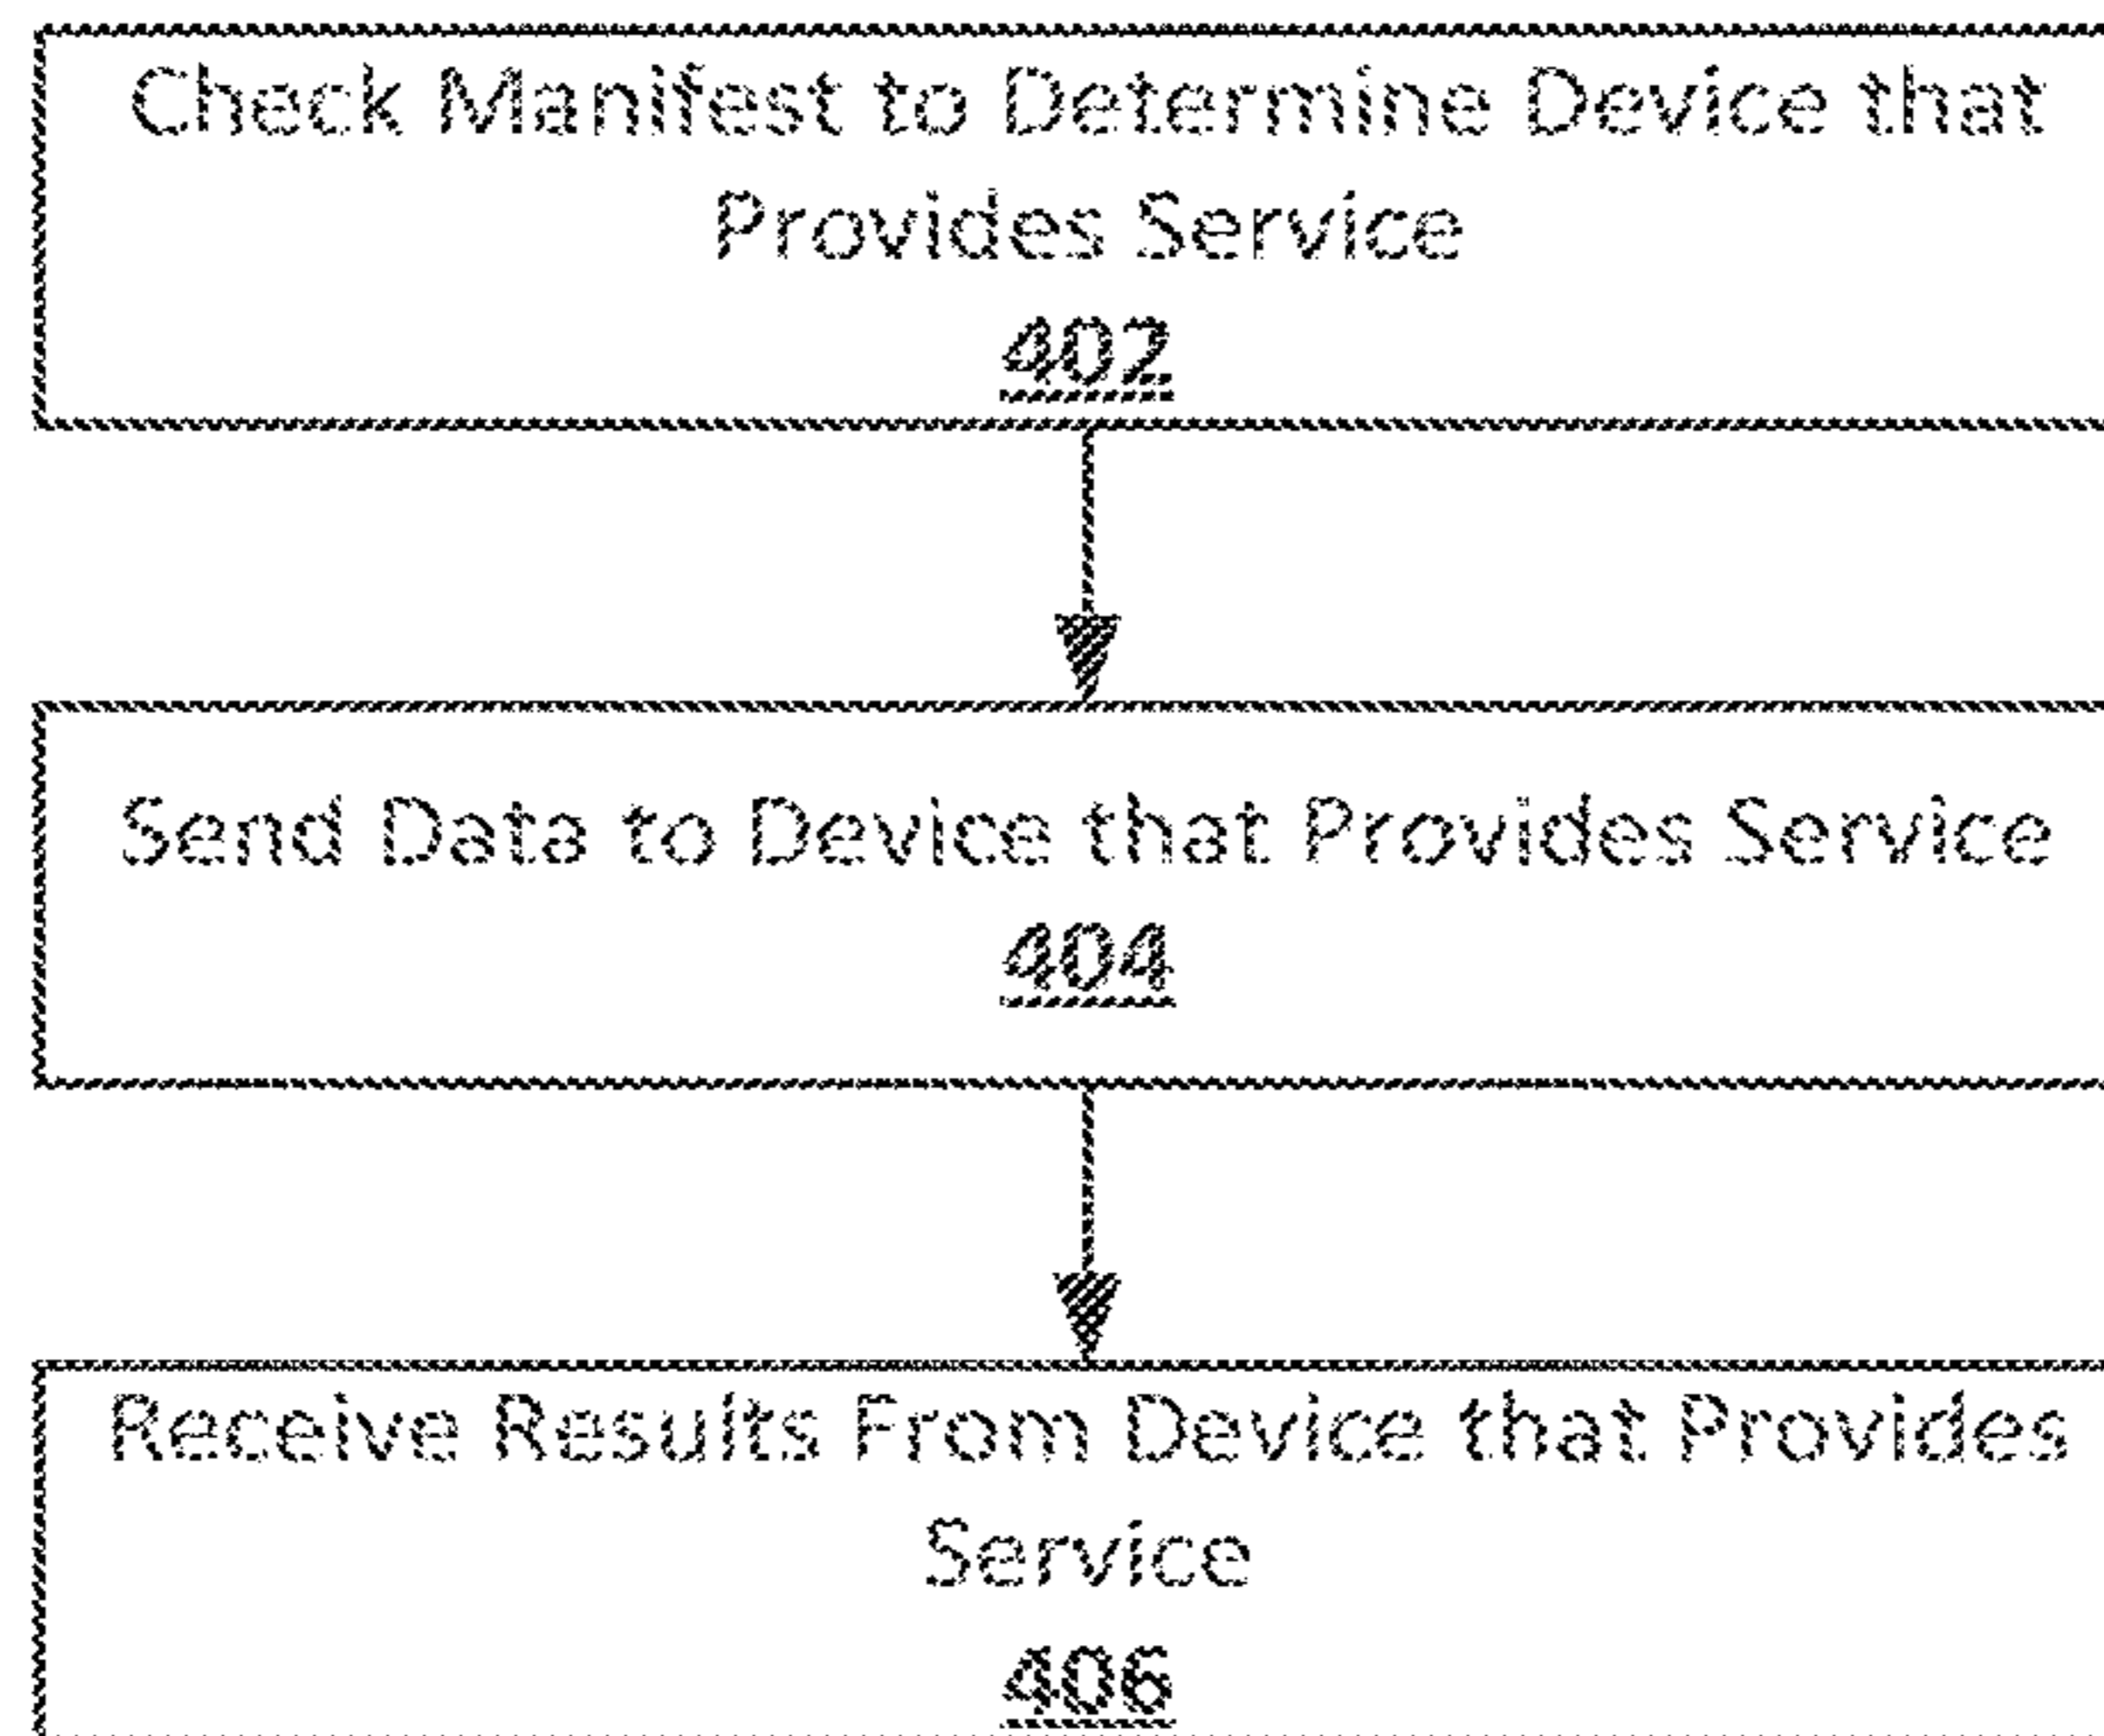 Check Manifest to Determine Device that
Provides Service
402
Send Data to Device that Provides Service
404
Receive Results From Device that Provides
Service
406